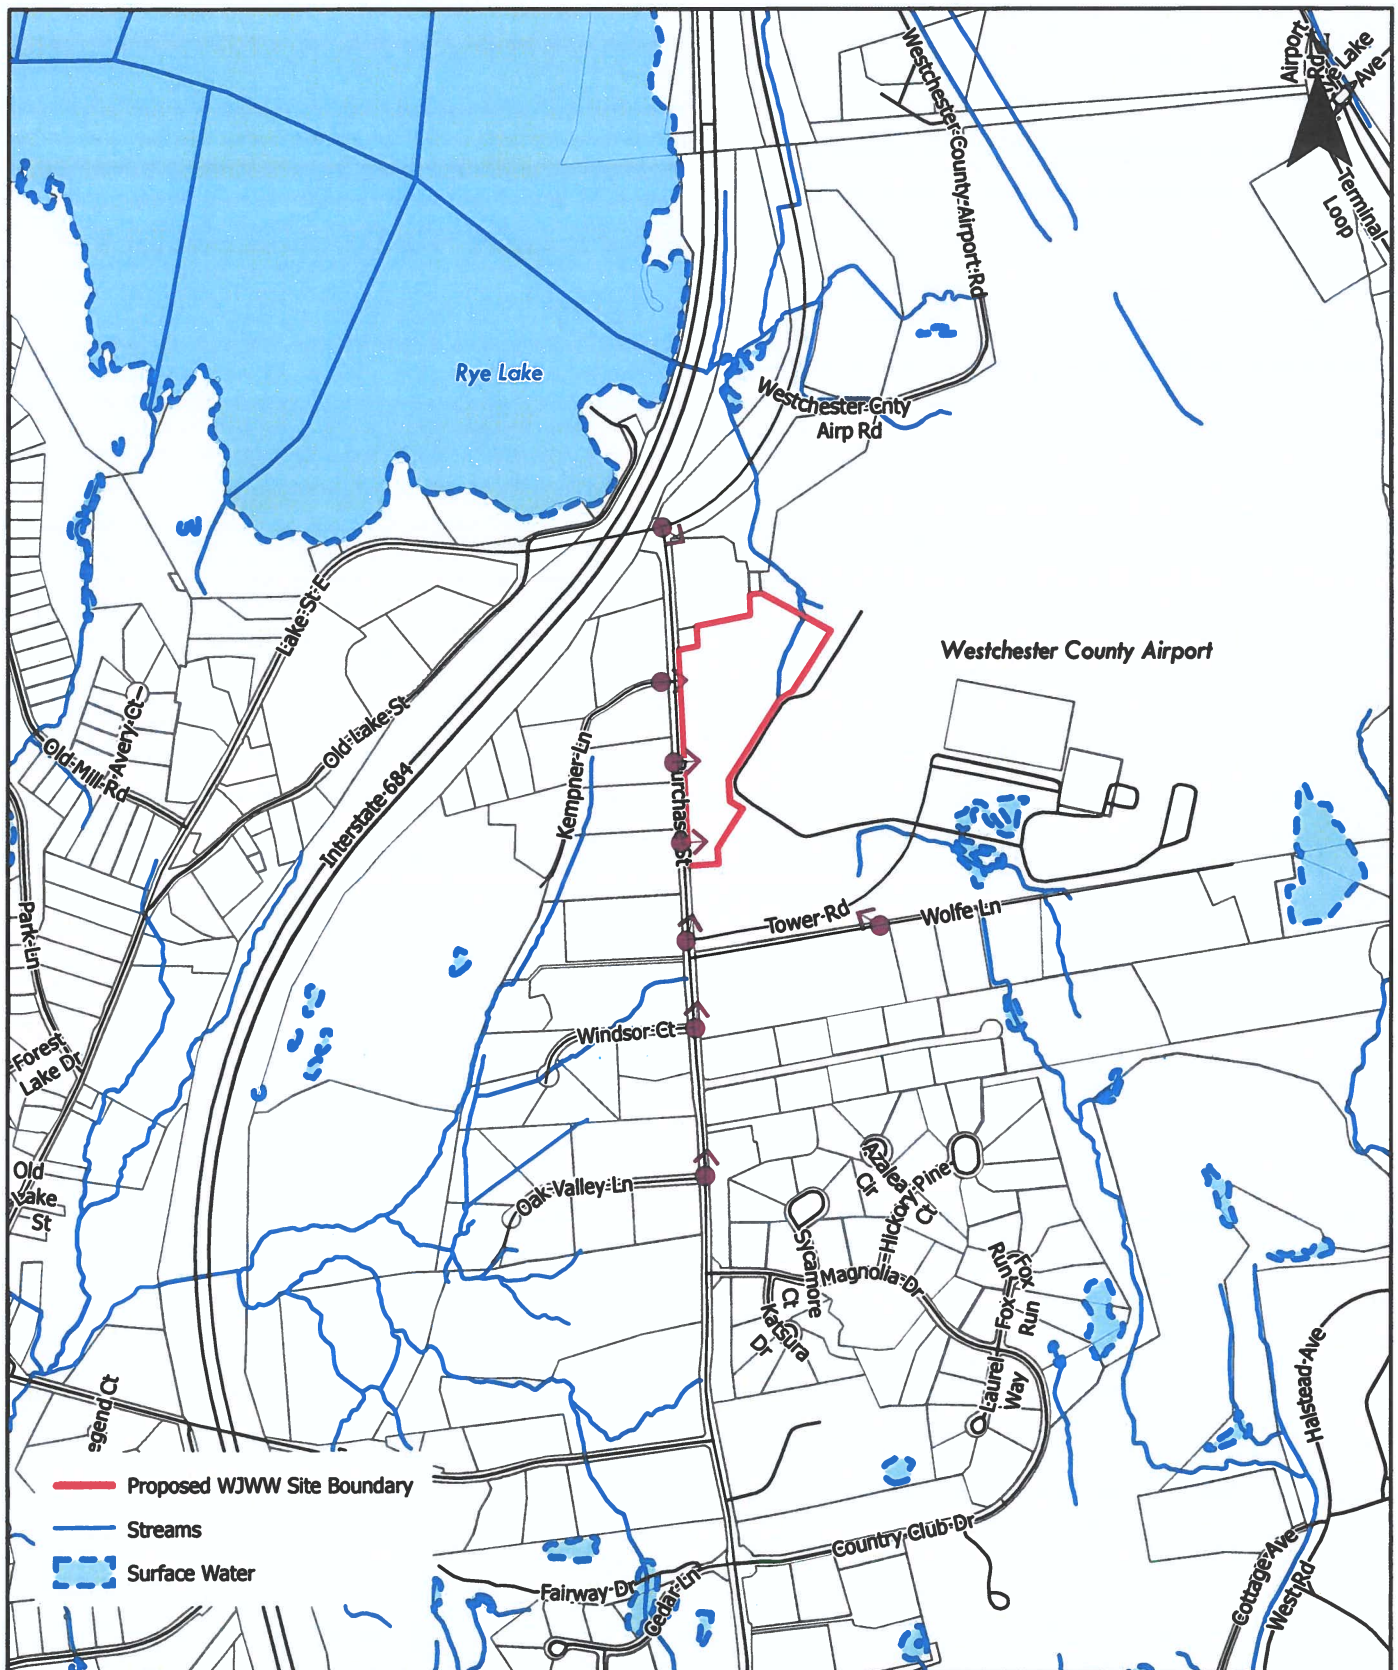 Westchester-County-Airport-Rd
Airport
Rd
Lake
Ave
Terminal
Loop
Rye Lake
Westchester-Cnty
Airp Rd
Lake-St-E
Westchester County Airport
Avery-Ct
Old-Lake-St
Old-Mill-Rd
Interstate 684
Kempner-Ln
Purchase St
Park-Ln
Tower-Rd
Wolfe-Ln
Windsor-Ct
Forest
Lake Dr
Azalea
Cir
Pine
Hickory
Ct
Old
Lake
St
Oak-Valley-Ln
Sycamore
Ct
Magnolia-Dr
Fox
Run
Fox
Run
Katsura
Dr
Laurel
Way
Halstead-Ave
egend Ct
Proposed WJWW Site Boundary
Streams
Surface Water
Country-Club-Dr
Fairway-Dr
Cedar-Ln
Cottage-Ave
West-Rd